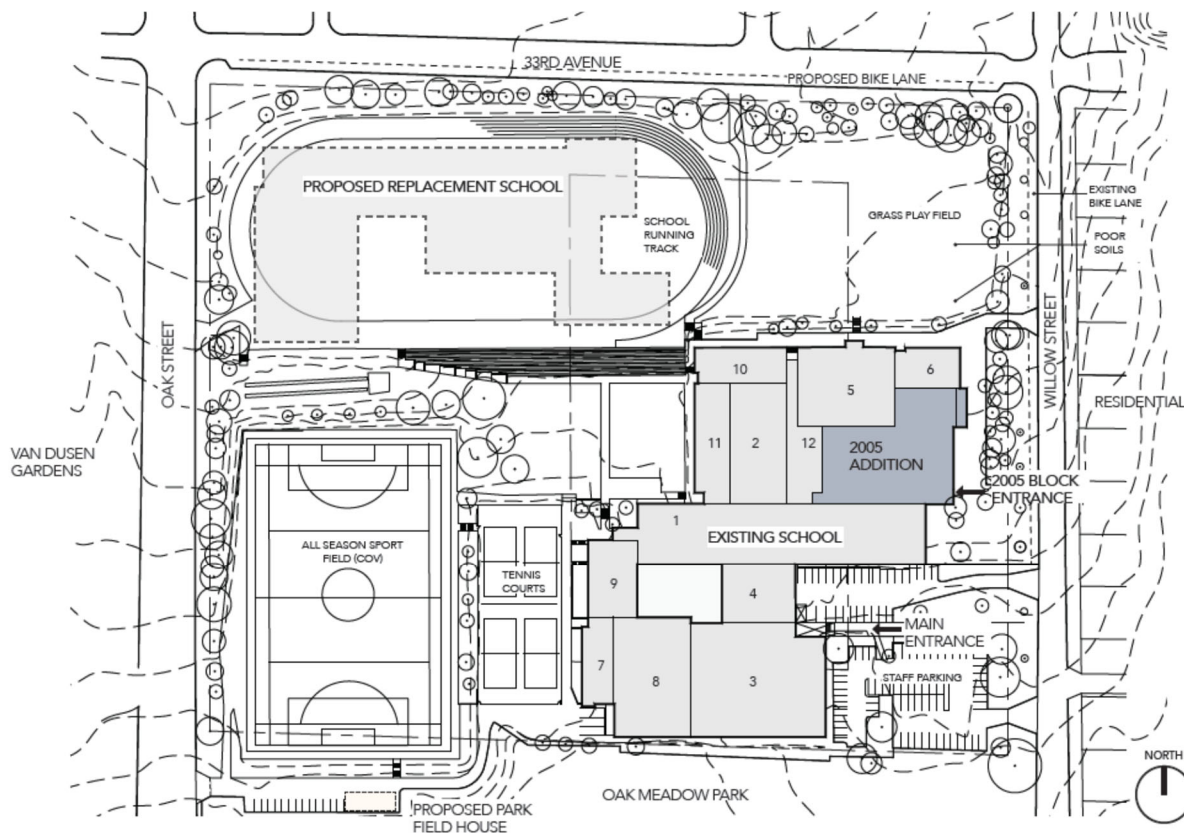 33RD AVENUE
PROPOSED BIKE LANE
PROPOSED REPLACEMENT SCHOOL
SCHOOL
RUNNING
TRACK
GRASS PLAY FIELD
EXISTING
BIKE LANE
POOR
SOILS
OAK STREET
WILLOW STREET
10
5
6
RESIDENTIAL
VAN DUSEN
GARDENS
11
2
12
2005
ADDITION
2005 BLOCK
ENTRANCE
1
EXISTING SCHOOL
ALL SEASON SPORT
FIELD (COV)
TENNIS
COURTS
9
4
MAIN
ENTRANCE
7
8
3
STAFF PARKING
NORTH
OAK MEADOW PARK
PROPOSED PARK
FIELD HOUSE